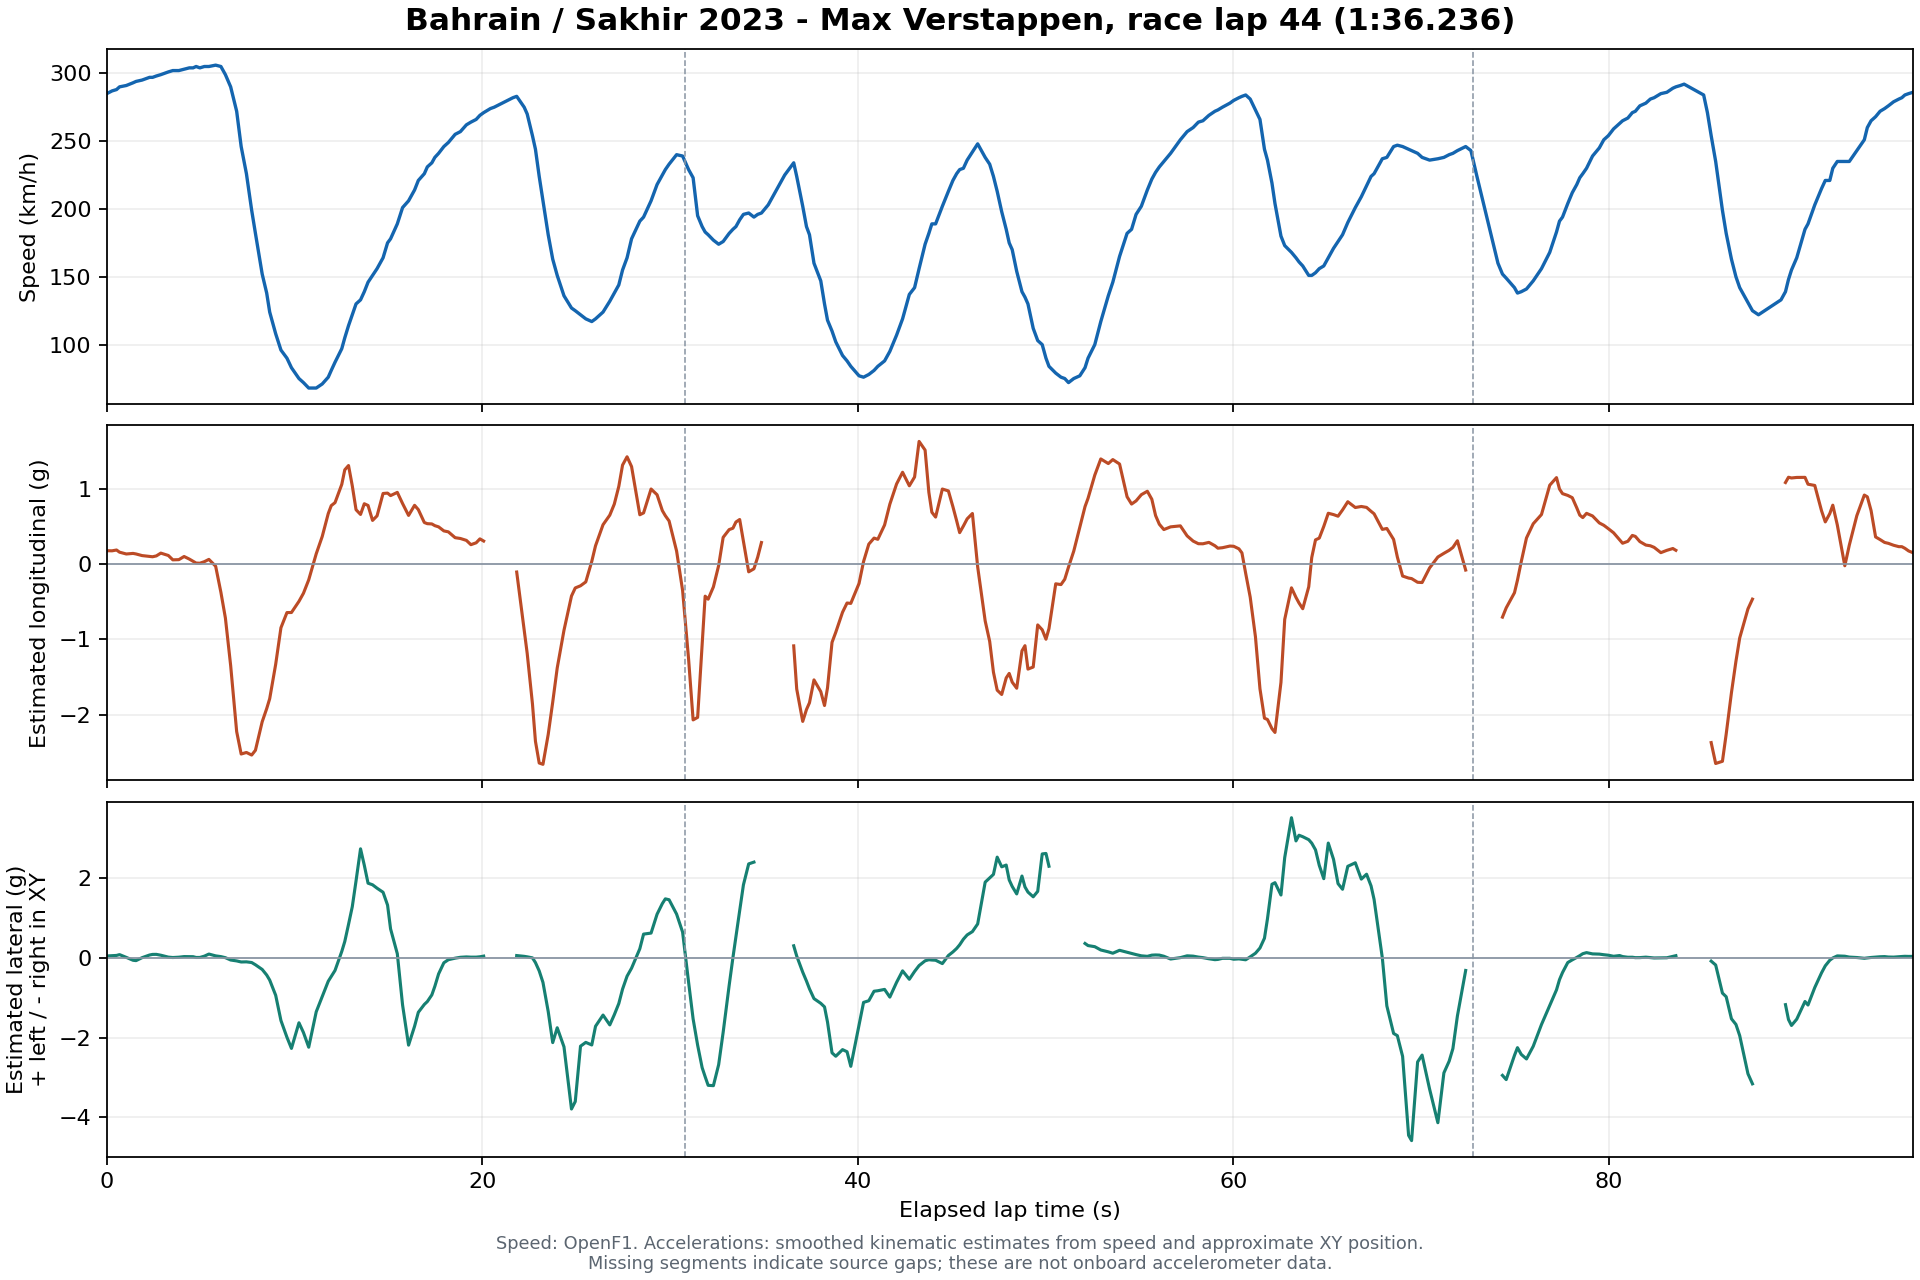 Bahrain / Sakhir 2023 - Max Verstappen, race lap 44 (1:36.236)
Speed (km/h)
300
250
200
150
100
Estimated longitudinal (g)
1
0
−1
−2
Estimated lateral (g)
+ left / - right in XY
2
0
−2
−4
0
20
40
60
80
Elapsed lap time (s)
Speed: OpenF1. Accelerations: smoothed kinematic estimates from speed and approximate XY position.
Missing segments indicate source gaps; these are not onboard accelerometer data.